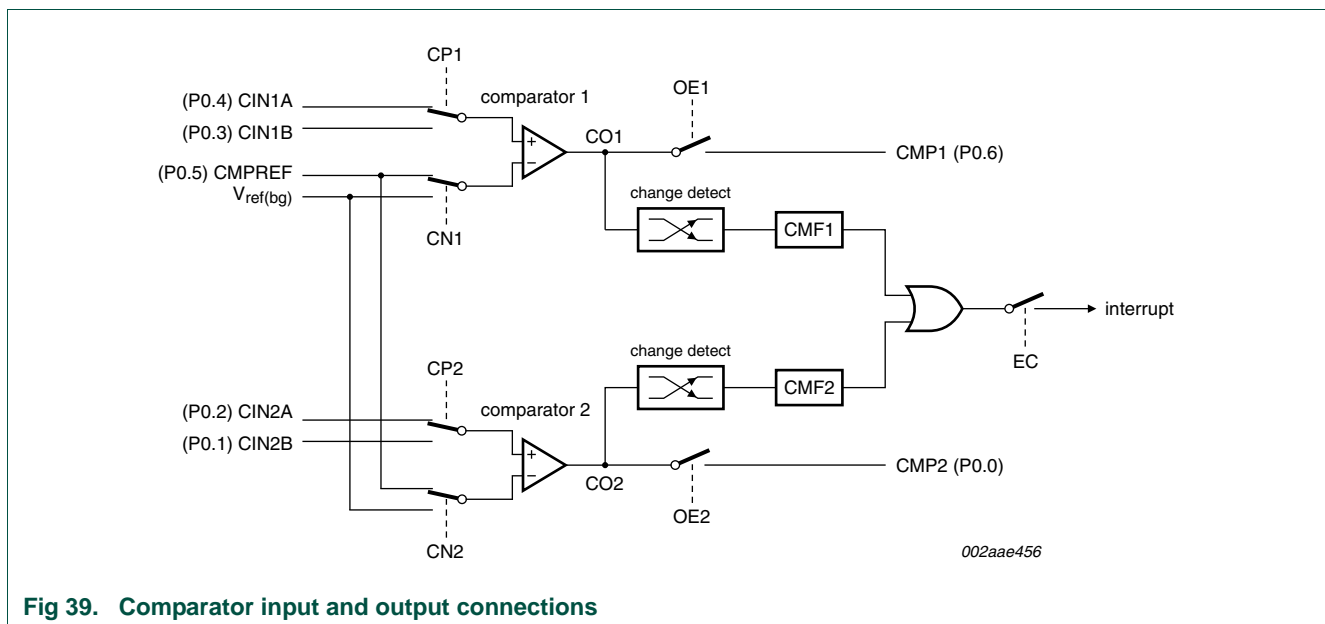 CP1
OE1
(P0.4) CIN1A
comparator 1
(P0.3) CIN1B
+
CO1
CMP1 (P0.6)
(P0.5) CMPREF
−
Vref(bg)
change detect
CN1
CMF1
interrupt
change detect
EC
CP2
CMF2
(P0.2) CIN2A
comparator 2
(P0.1) CIN2B
+
CMP2 (P0.0)
−
CO2
OE2
CN2
002aae456
Fig 39. Comparator input and output connections